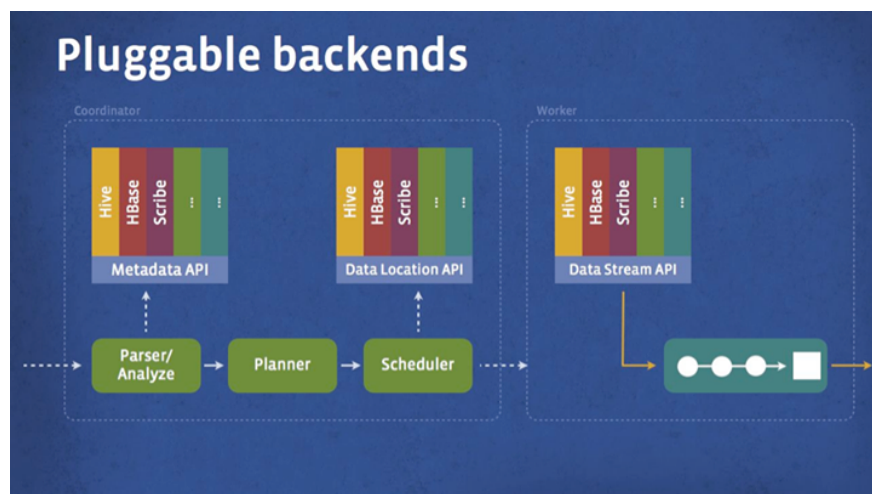 Pluggable backends
Coordinator
Worker
Hive
HBase
Scribe
...
...
Metadata API
Hive
HBase
Scribe
...
...
Data Location API
Hive
HBase
Scribe
...
...
Data Stream API
Parser/
Analyze
Planner
Scheduler